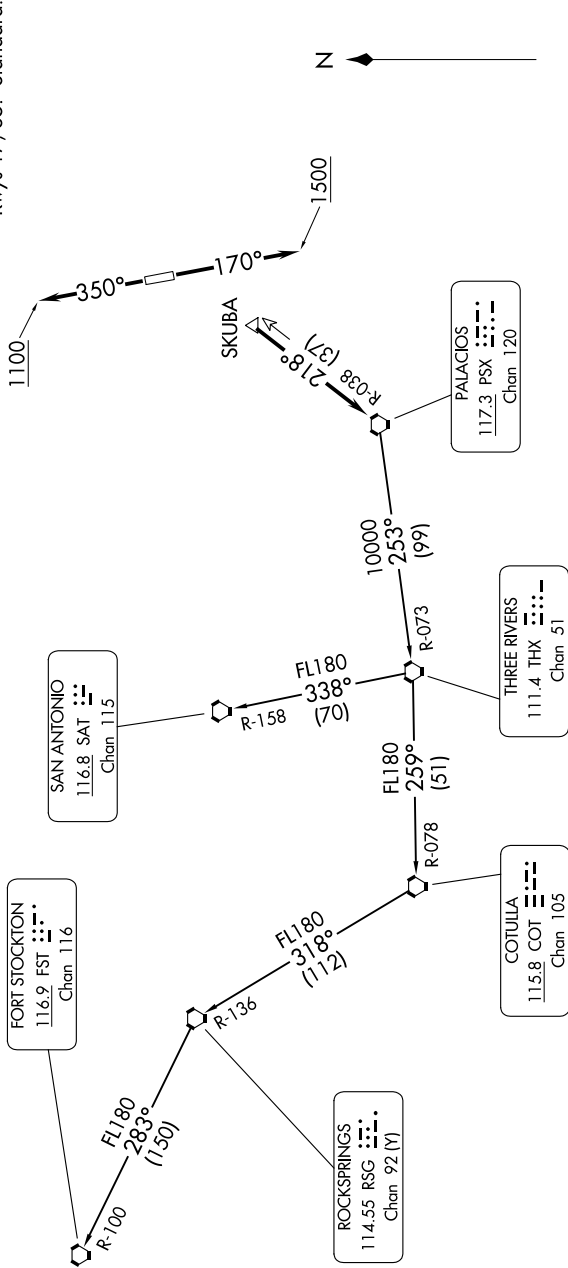 Standard.
1100
350°
170°
1500
N
SKUBA
218°
R-038
(37)
PALACIOS
117.3 PSX
Chan 120
10000
253°
(99)
R-073
THREE RIVERS
111.4 THX
Chan 51
FL180
338°
(70)
R-158
SAN ANTONIO
116.8 SAT
Chan 115
FL180
259°
(51)
R-078
COTULLA
115.8 COT
Chan 105
FL180
318°
(112)
R-136
ROCKSPRINGS
114.55 RSG
Chan 92 (Y)
FL180
283°
(150)
R-100
FORT STOCKTON
116.9 FST
Chan 116